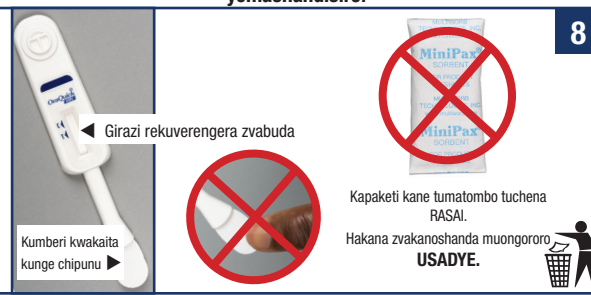 8
OraQuick
C
T
◀ Girazi rekuverengera zvabuda
Kumberi kwakaita
kunge chipunu ▶
MiniPax®
SORBENT
MiniPax
SORBENT
Kapaketi kane tumatombo tuchena
RASAI.
Hakana zvakanoshanda muongororo
USADYE.